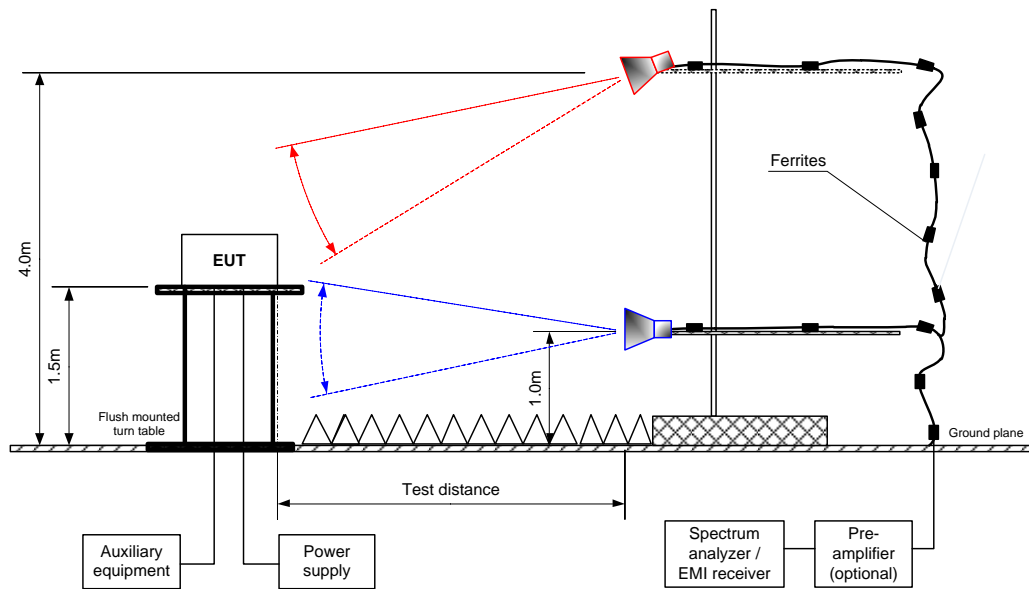 4.0m
Ferrites
EUT
1.5m
1.0m
Flush mounted
turn table
Ground plane
Test distance
Auxiliary
equipment
Power
supply
Spectrum
analyzer /
EMI receiver
Pre-
amplifier
(optional)